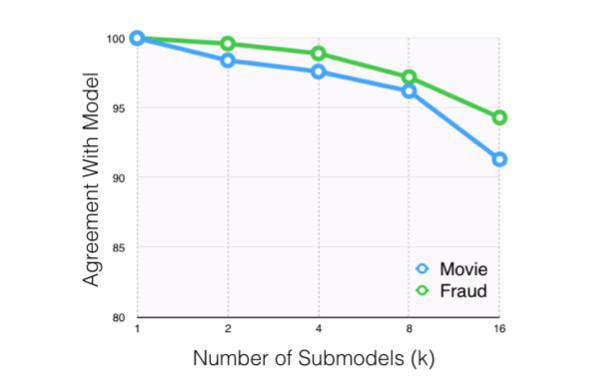 100
95
90
85
80
Agreement With Model
Movie
Fraud
1 2 4 8 16
Number of Submodels (k)